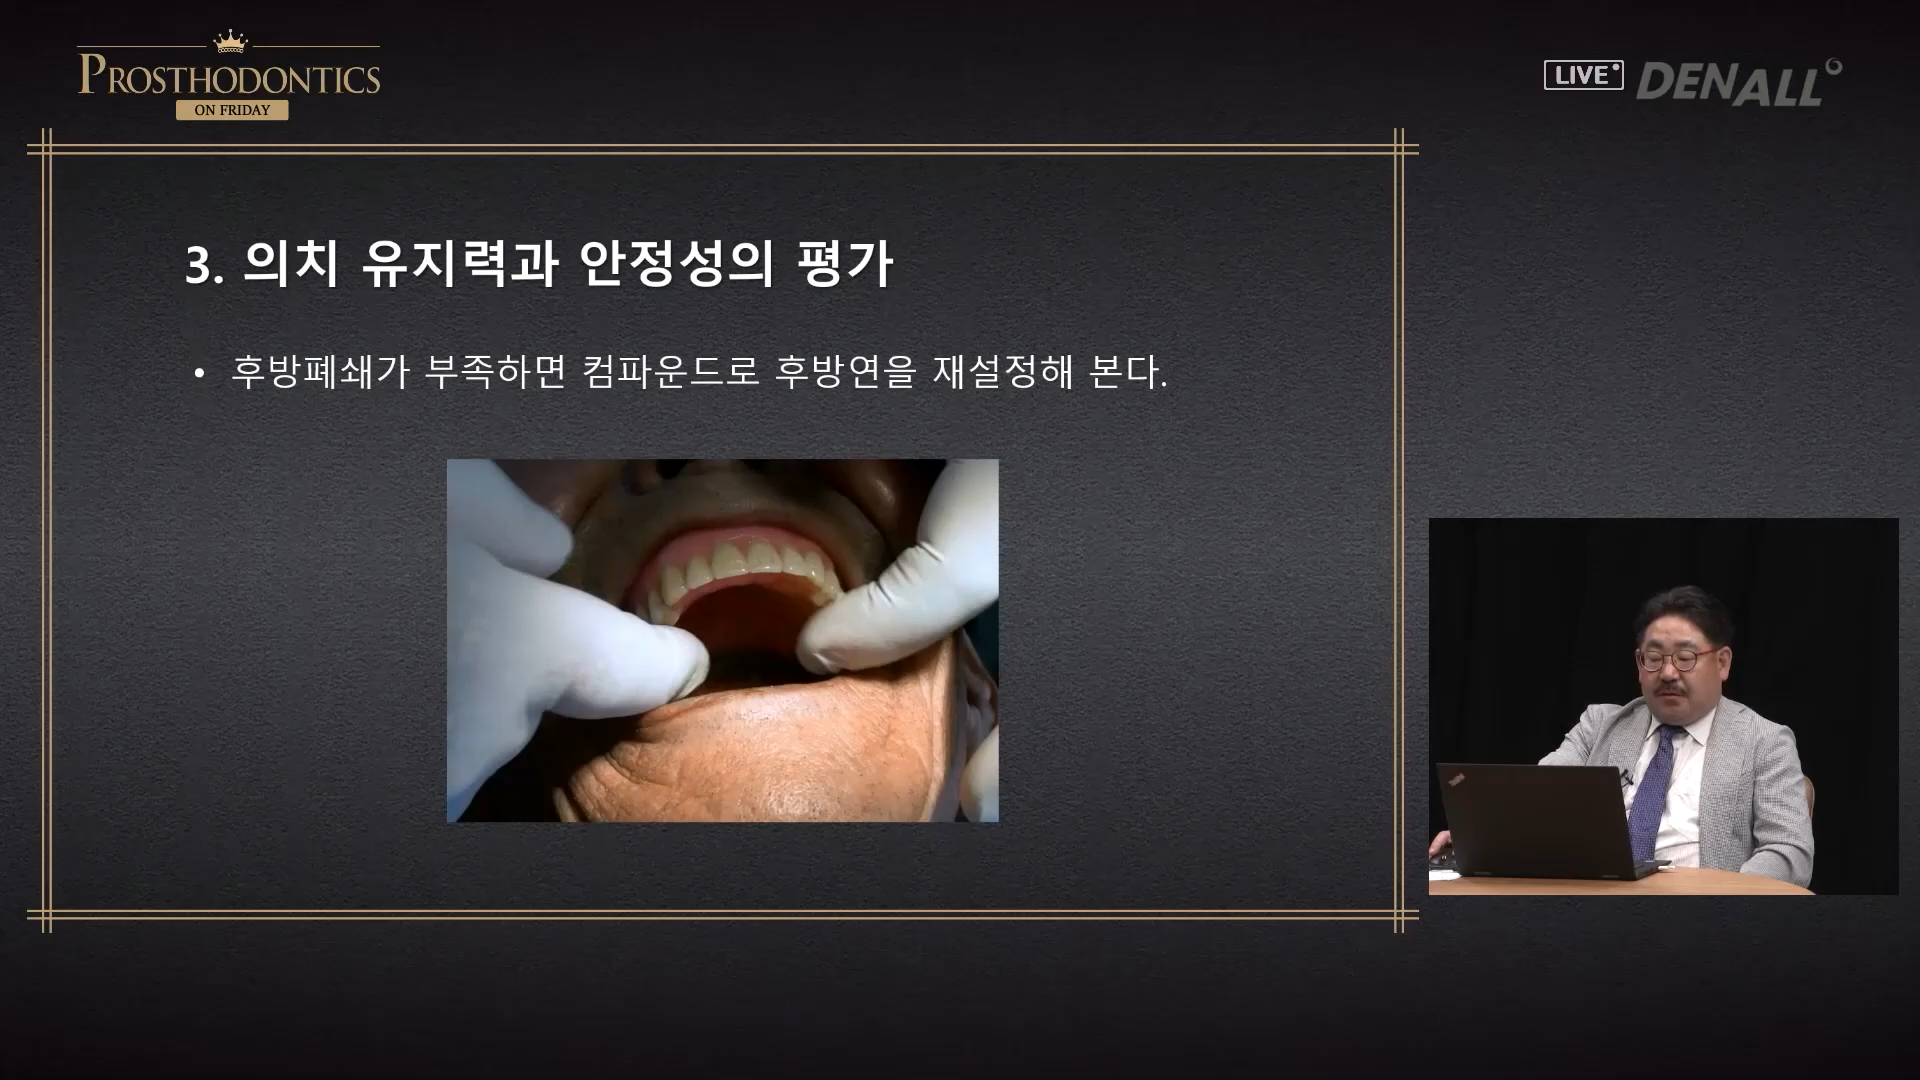 PROSTHODONTICS
ON FRIDAY
LIVE
DENALL
3. 의치 유지력과 안정성의 평가
• 후방폐쇄가 부족하면 컴파운드로 후방연을 재설정해 본다.